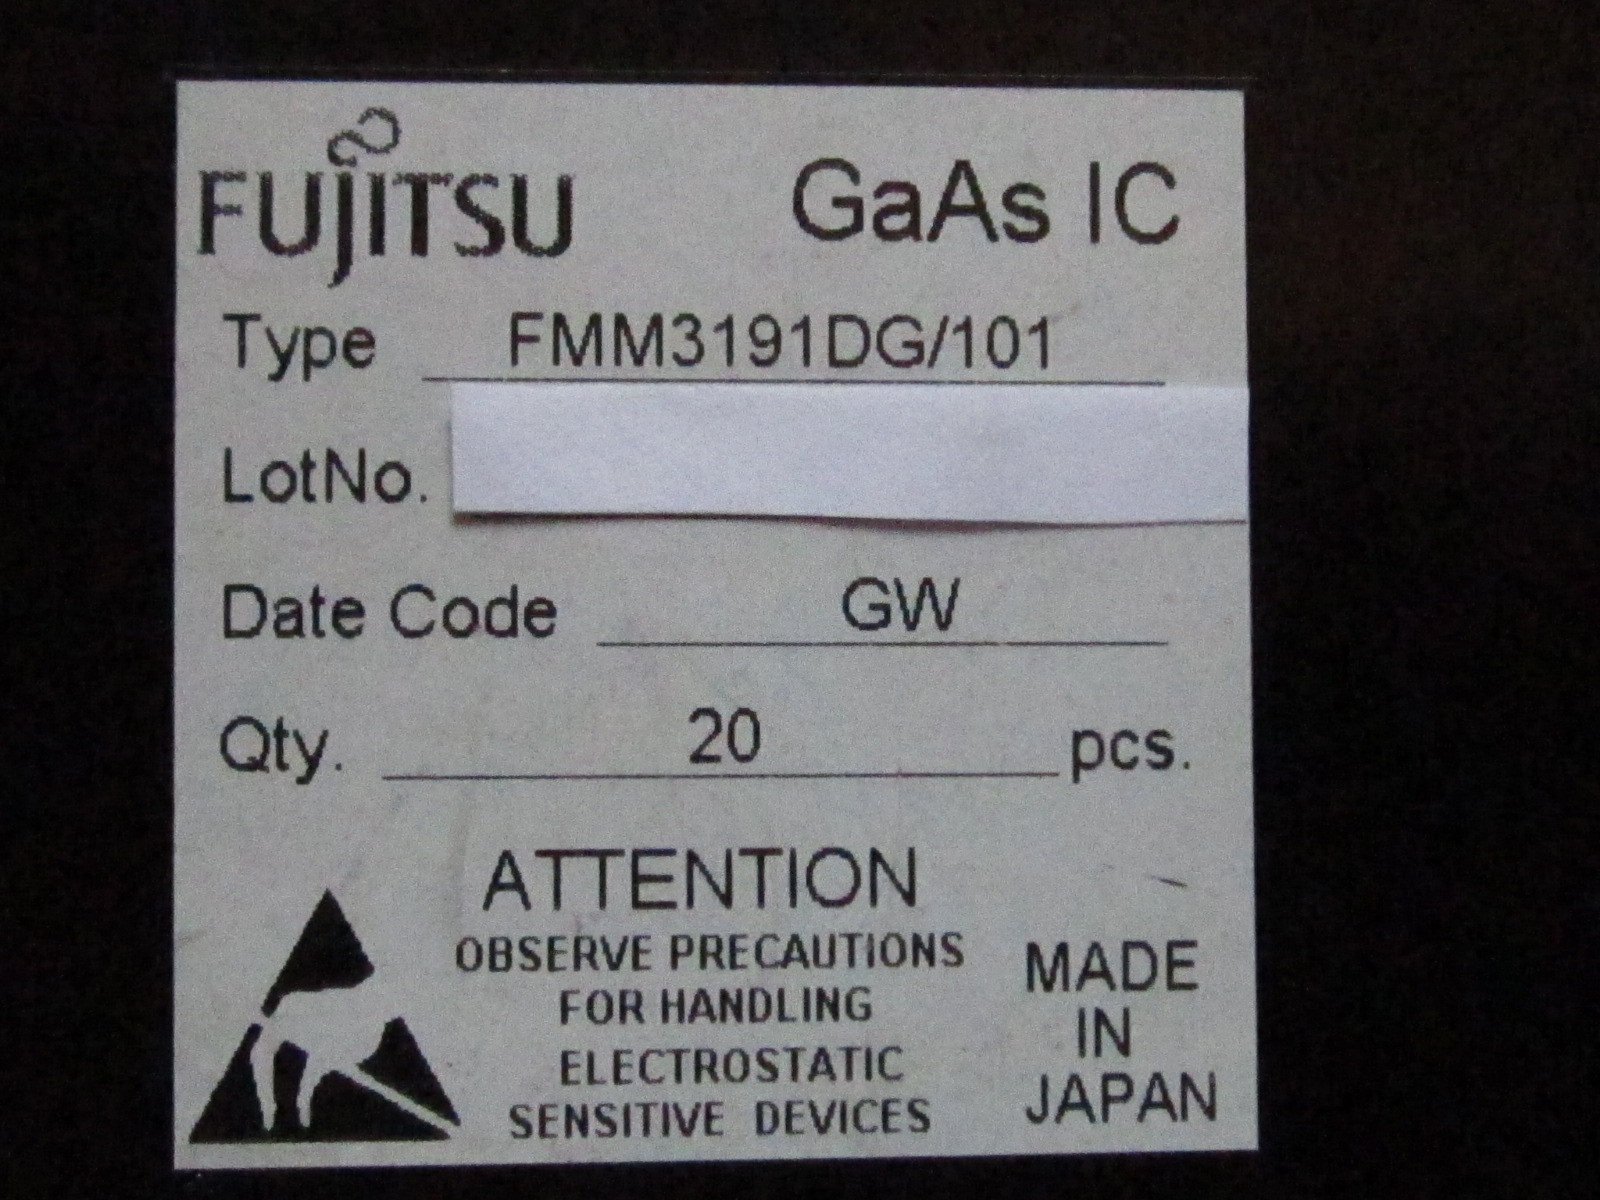 FUJITSU GaAs IC
Type FMM3191DG/101
LotNo.
Date Code GW
Qty. 20 pcs.
ATTENTION
OBSERVE PRECAUTIONS
FOR HANDLING
ELECTROSTATIC
SENSITIVE DEVICES
MADE
IN
JAPAN